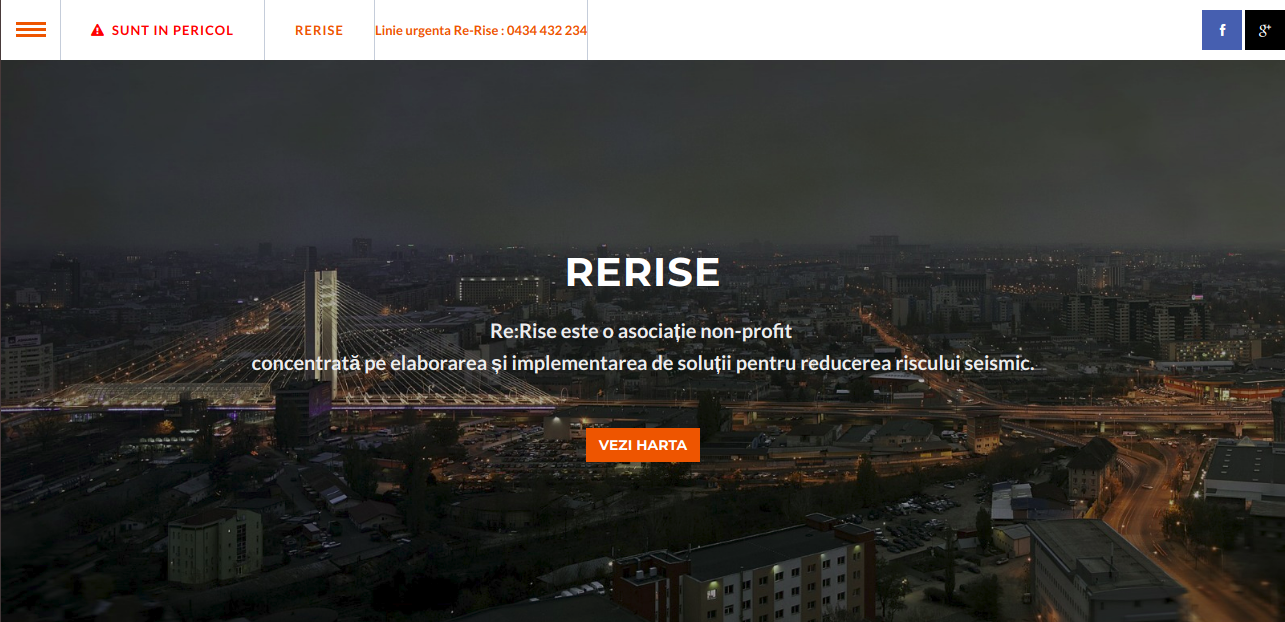 SUNT IN PERICOL
RERISE
Linie urgenta Re-Rise : 0434 432 234
f
g+
RERISE
Re:Rise este o asociație non-profit
concentrată pe elaborarea și implementarea de soluții pentru reducerea riscului seismic.
VEZI HARTA